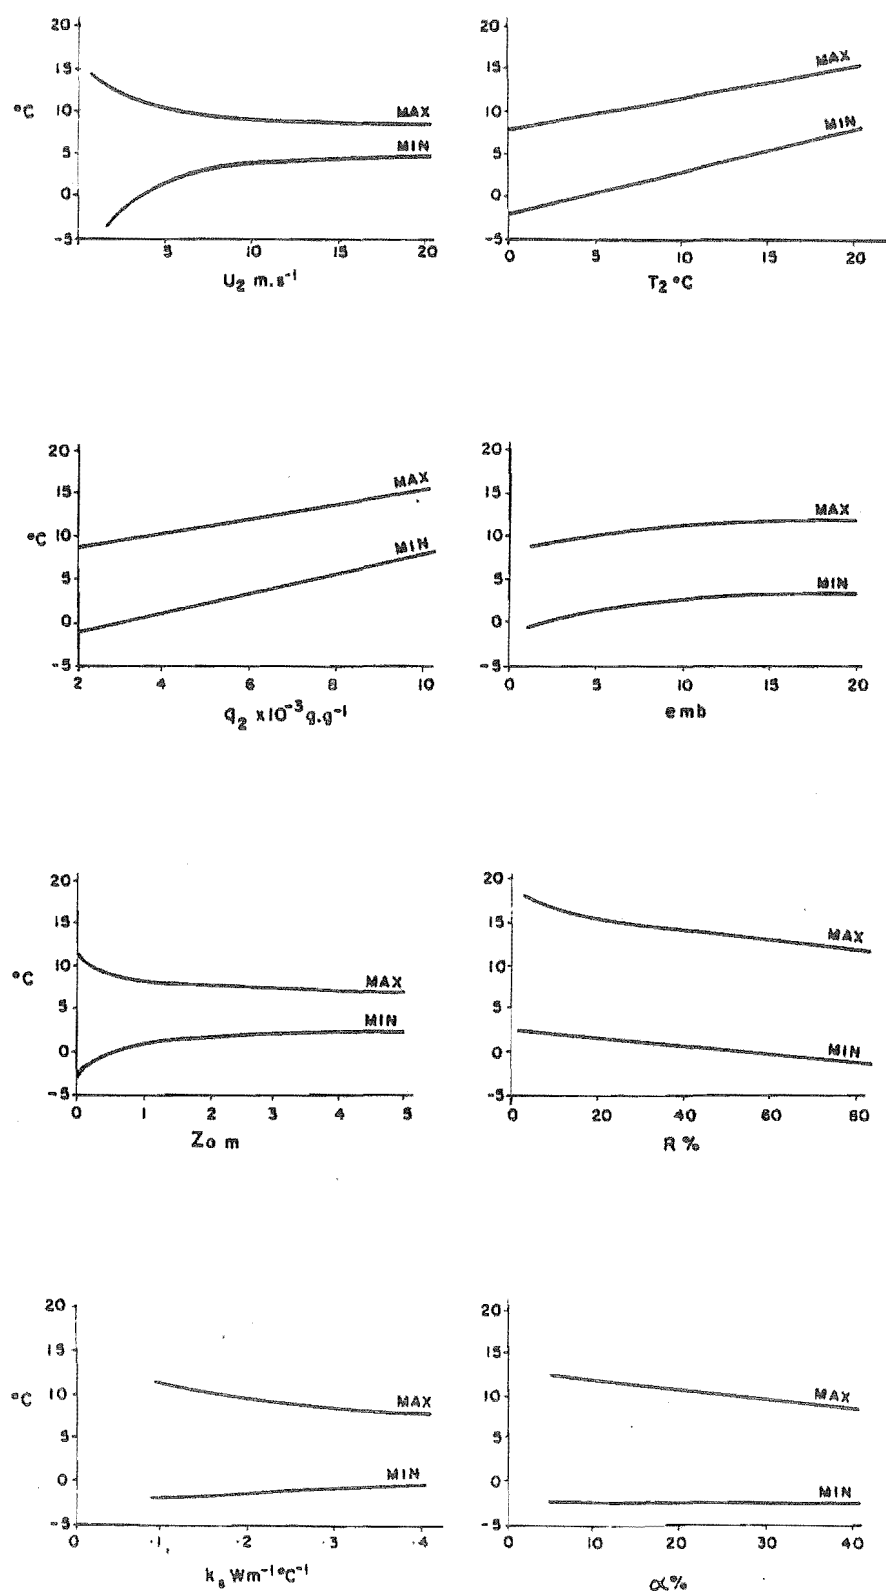 20
15
°C
10
MAX
5
MIN
0
-5
5 10 15 20
U2 m.s-1
20
15
MAX
10
MIN
5
0
-5
0 5 10 15 20
T2 °C
20
15
MAX
10
°C
MIN
5
0
-5
2 4 6 8 10
q2 ×10-3 g.g-1
20
15
MAX
10
5
MIN
0
-5
0 5 10 15 20
e mb
20
15
10
°C
MAX
5
MIN
0
-5
0 1 2 3 4 5
Zo m
20
15
MAX
10
5
0
MIN
-5
0 20 40 60 80
R %
20
15
10
°C
MAX
5
0
MIN
-5
0 .1 .2 .3 .4
ks Wm-1 °C-1
20
15
10
MAX
5
0
MIN
-5
0 10 20 30 40
α%